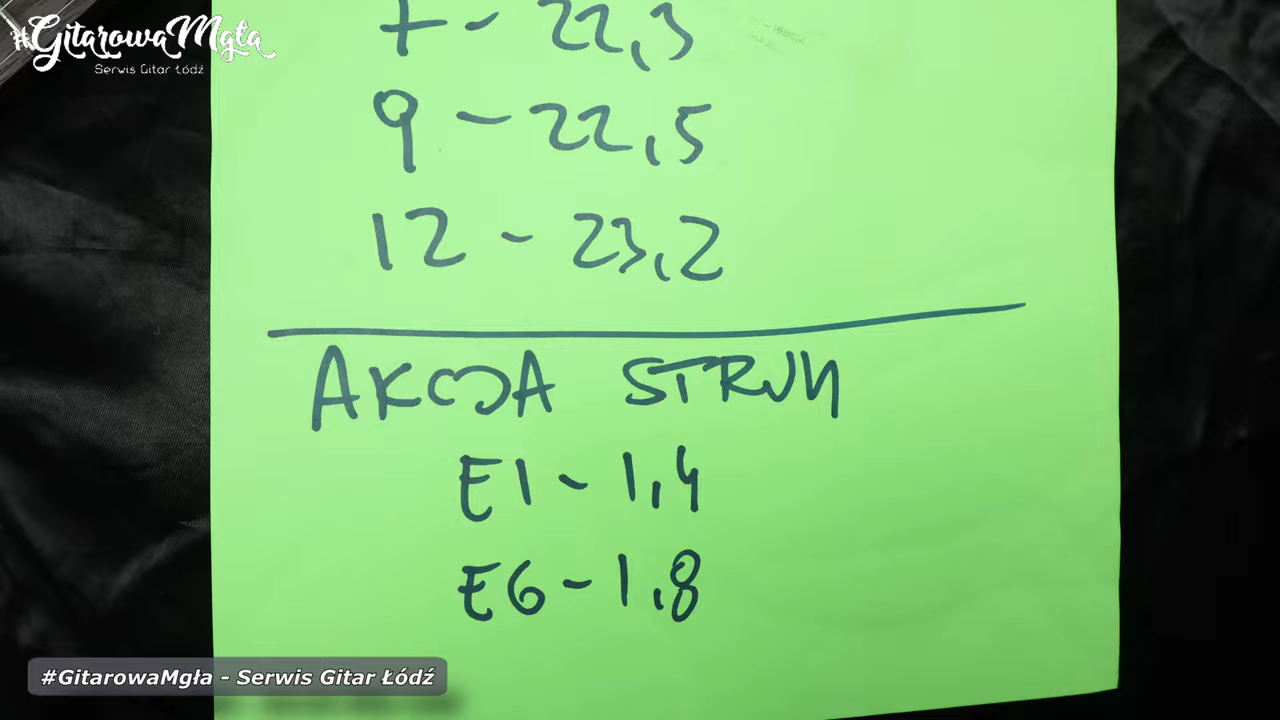 #GitarowaMgła
Serwis Gitar Łódź
7 - 22,3
9 - 22,5
12 - 23,2
AKCJA STRUN
E1 - 1,4
E6 - 1,8
#GitarowaMgła - Serwis Gitar Łódź